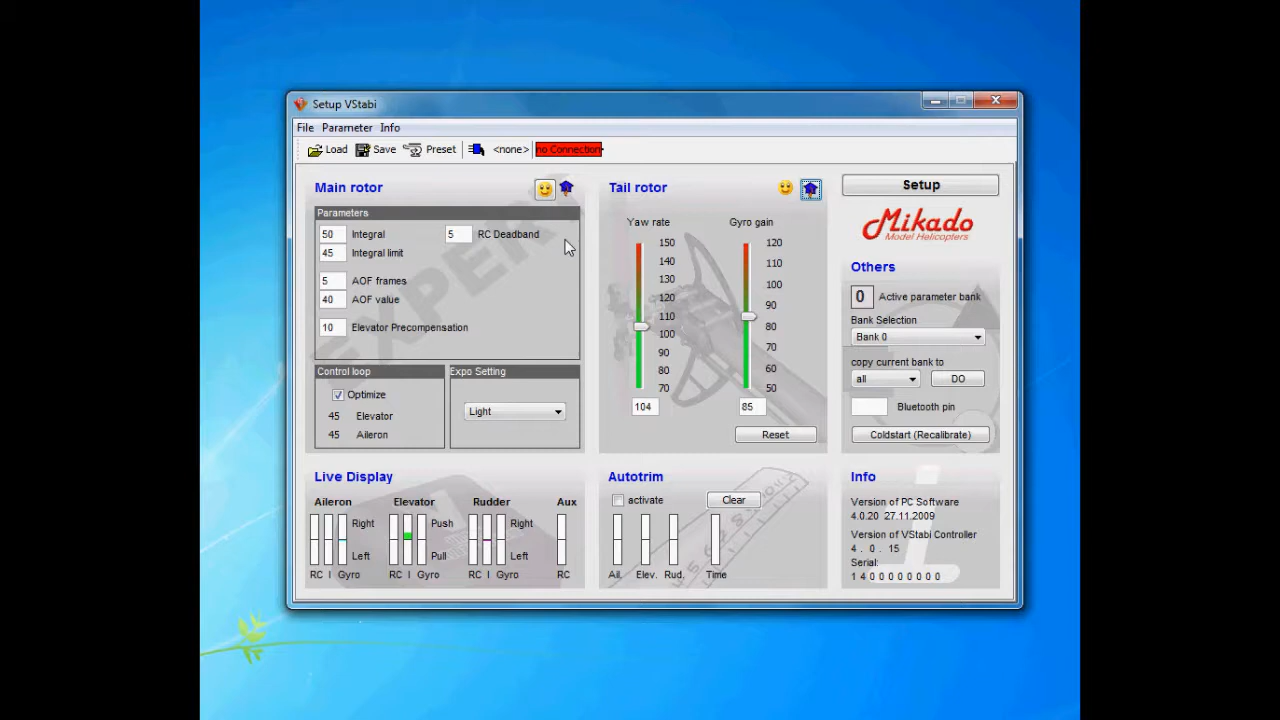 Setup VStabi
File Parameter Info
Load Save Preset <none> no Connection
Main rotor
Parameters
50 Integral 5 RC Deadband
45 Integral limit
5 AOF frames
40 AOF value
10 Elevator Precompensation
EXPERT
Control loop
Optimize
45 Elevator
45 Aileron
Expo Setting
Light
Tail rotor
Yaw rate Gyro gain
150 120
140 110
130 100
120 90
110 80
100 70
90 60
80 50
70
104 85
Reset
Setup
Mikado
Model Helicopters
Others
0 Active parameter bank
Bank Selection
Bank 0
copy current bank to
all DO
Bluetooth pin
Coldstart (Recalibrate)
Live Display
Aileron Elevator Rudder Aux
Right Push Right
Left Pull Left
RC I Gyro RC I Gyro RC I Gyro RC
Autotrim
activate Clear
Ail. Elev. Rud. Time
Info
Version of PC Software
4.0.20 27.11.2009
Version of VStabi Controller
4 . 0 . 15
Serial:
1 4 0 0 0 0 0 0 0 0